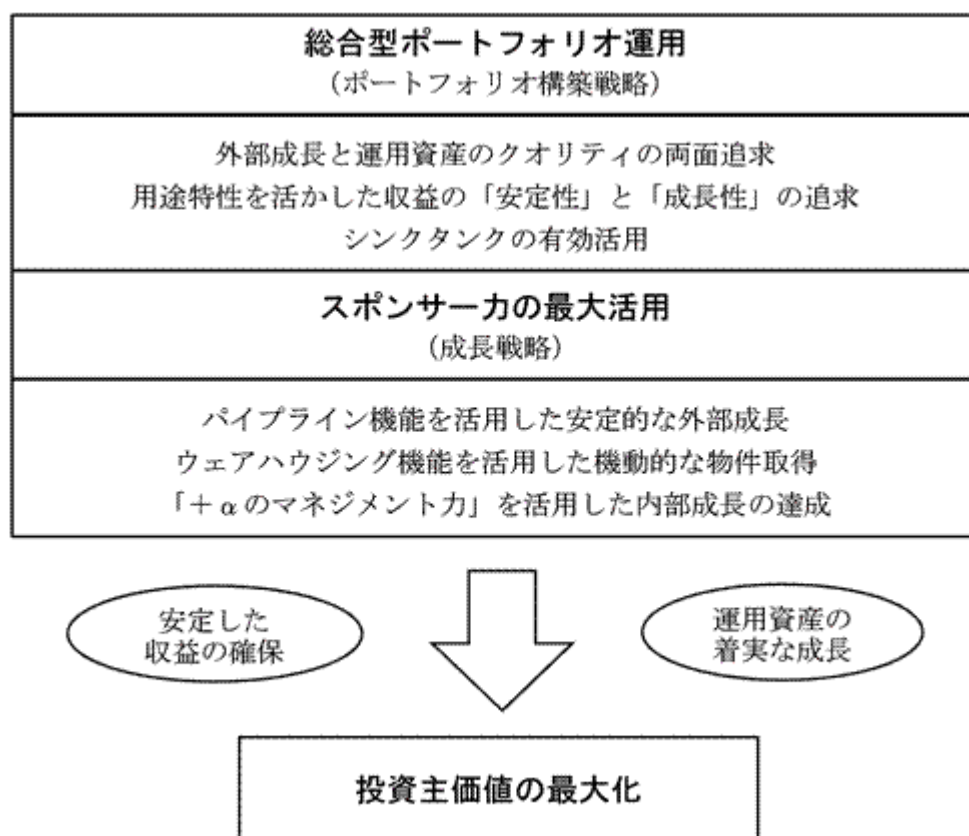 総合型ポートフォリオ運用
（ポートフォリオ構築戦略）
外部成長と運用資産のクオリティの両面追求
用途特性を活かした収益の「安定性」と「成長性」の追求
シンクタンクの有効活用
スポンサー力の最大活用
（成長戦略）
パイプライン機能を活用した安定的な外部成長
ウェアハウジング機能を活用した機動的な物件取得
「＋αのマネジメント力」を活用した内部成長の達成
安定した
収益の確保
運用資産の
着実な成長
投資主価値の最大化